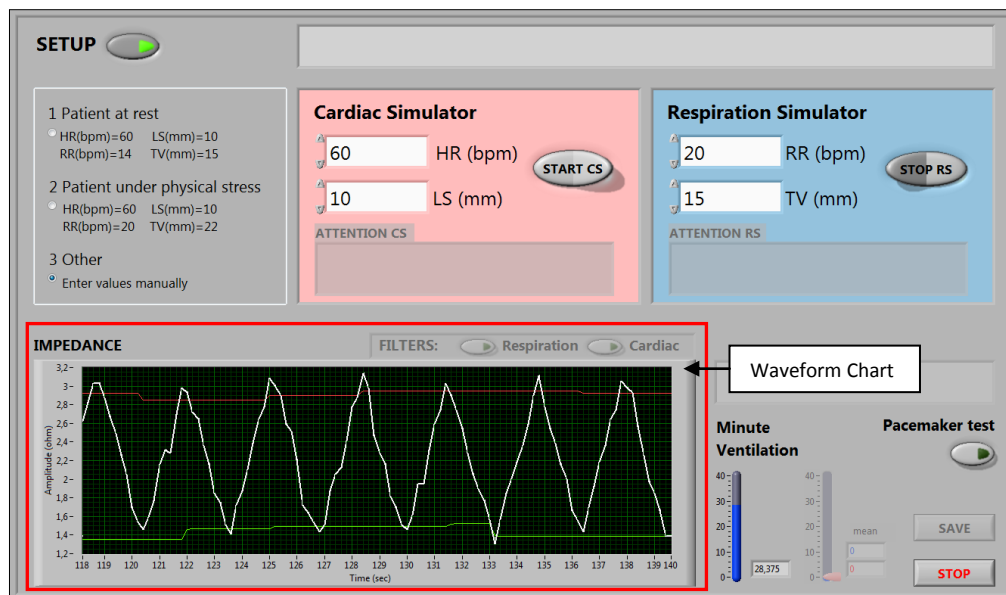 SETUP
1 Patient at rest
HR(bpm)=60 LS(mm)=10
RR(bpm)=14 TV(mm)=15
2 Patient under physical stress
HR(bpm)=60 LS(mm)=10
RR(bpm)=20 TV(mm)=22
3 Other
Enter values manually
Cardiac Simulator
60 HR (bpm)
START CS
10 LS (mm)
ATTENTION CS
Respiration Simulator
20 RR (bpm)
STOP RS
15 TV (mm)
ATTENTION RS
IMPEDANCE FILTERS: Respiration Cardiac
3,2-
3-
2,8-
2,6-
2,4-
2,2-
2-
1,8-
1,6-
1,4-
1,2-
Amplitude (ohm)
118 119 120 121 122 123 124 125 126 127 128 129 130 131 132 133 134 135 136 137 138 139 140
Time (sec)
Waveform Chart
Minute
Ventilation
40-
30-
20-
10-
0-
28,375
40-
30-
20-
10-
0-
mean
0
0
Pacemaker test
SAVE
STOP